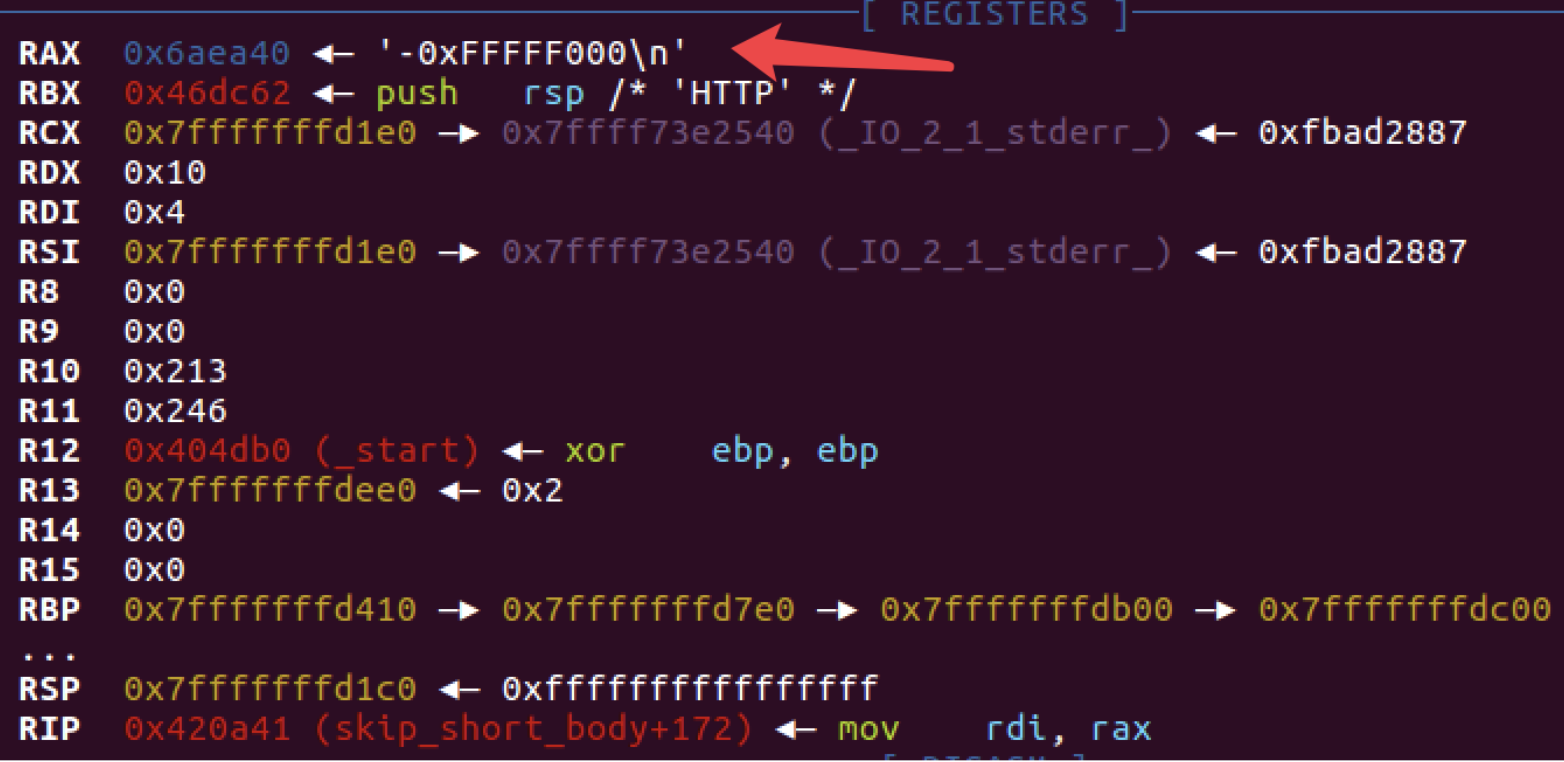 [ REGISTERS ]
RAX 0x6aea40 ◂— '-0xFFFFF000\n'
RBX 0x46dc62 ◂— push rsp /* 'HTTP' */
RCX 0x7fffffffd1e0 —▸ 0x7ffff73e2540 (_IO_2_1_stderr_) ◂— 0xfbad2887
RDX 0x10
RDI 0x4
RSI 0x7fffffffd1e0 —▸ 0x7ffff73e2540 (_IO_2_1_stderr_) ◂— 0xfbad2887
R8 0x0
R9 0x0
R10 0x213
R11 0x246
R12 0x404db0 (_start) ◂— xor ebp, ebp
R13 0x7fffffffdee0 ◂— 0x2
R14 0x0
R15 0x0
RBP 0x7fffffffd410 —▸ 0x7fffffffd7e0 —▸ 0x7fffffffdb00 —▸ 0x7fffffffdc00
...
RSP 0x7fffffffd1c0 ◂— 0xffffffffffffffff
RIP 0x420a41 (skip_short_body+172) ◂— mov rdi, rax